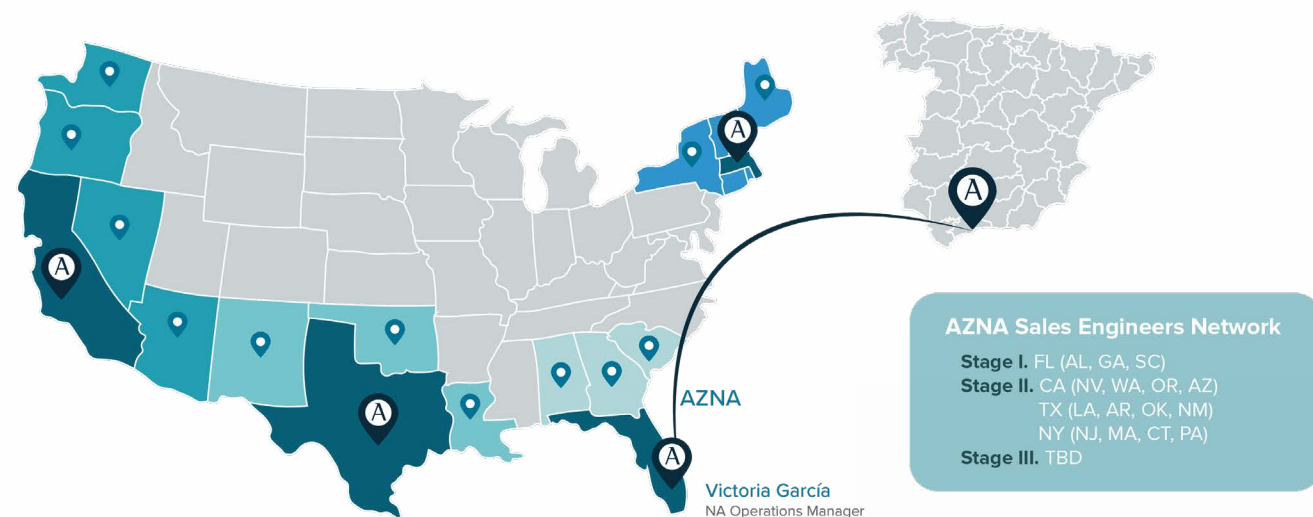 A
A
A
A
A
AZNA
Victoria García
NA Operations Manager
AZNA Sales Engineers Network
Stage I. FL (AL, GA, SC)
Stage II. CA (NV, WA, OR, AZ)
TX (LA, AR, OK, NM)
NY (NJ, MA, CT, PA)
Stage III. TBD